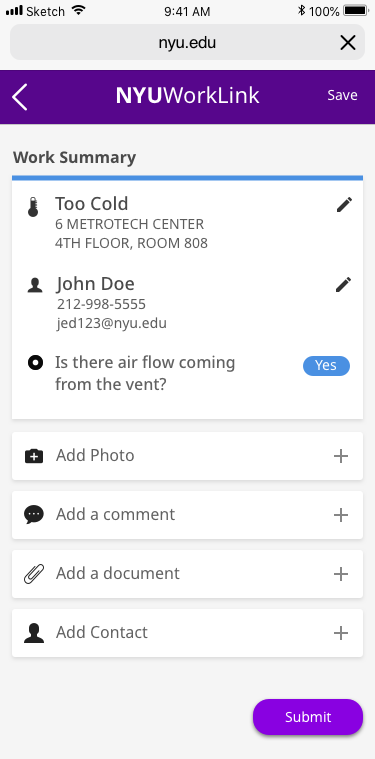 Sketch 9:41 AM 100%
nyu.edu
NYUWorkLink Save
Work Summary
Too Cold
6 METROTECH CENTER
4TH FLOOR, ROOM 808
John Doe
212-998-5555
jed123@nyu.edu
Is there air flow coming
from the vent?
Yes
Add Photo
Add a comment
Add a document
Add Contact
Submit